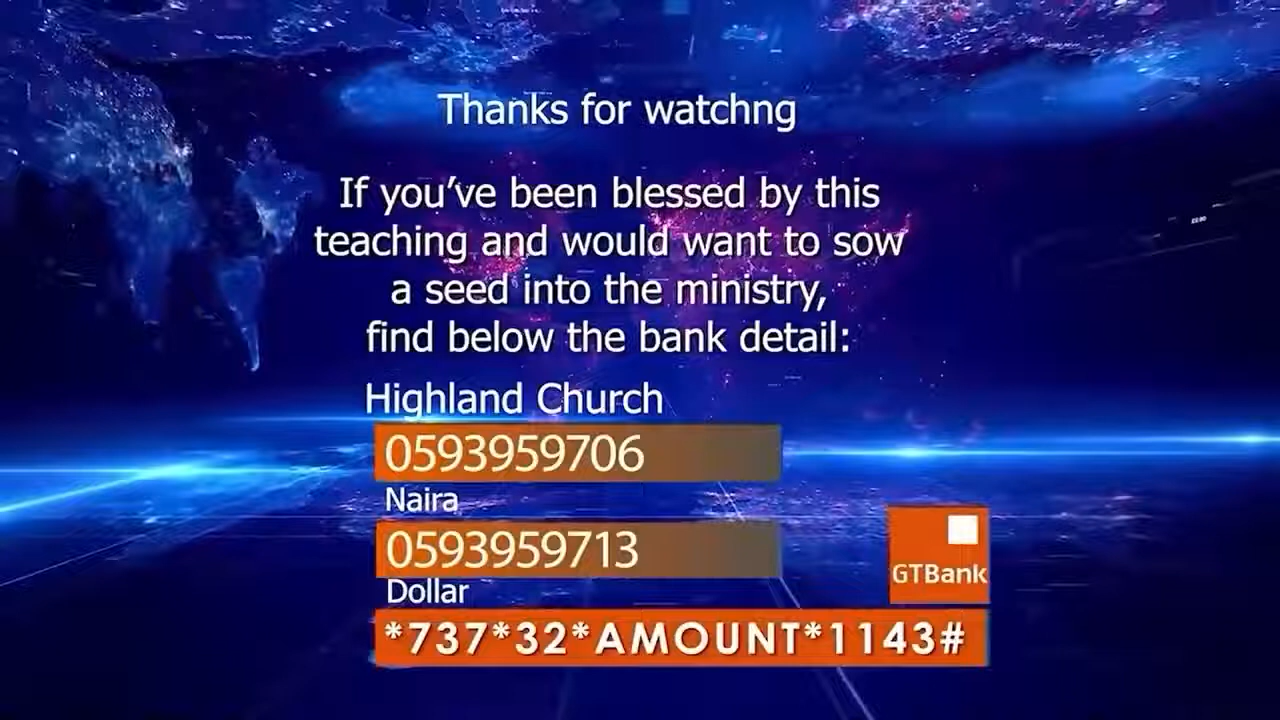 Thanks for watchng
If you've been blessed by this
teaching and would want to sow
a seed into the ministry,
find below the bank detail:
Highland Church
0593959706
Naira
0593959713
Dollar
GTBank
*737*32*AMOUNT*1143#